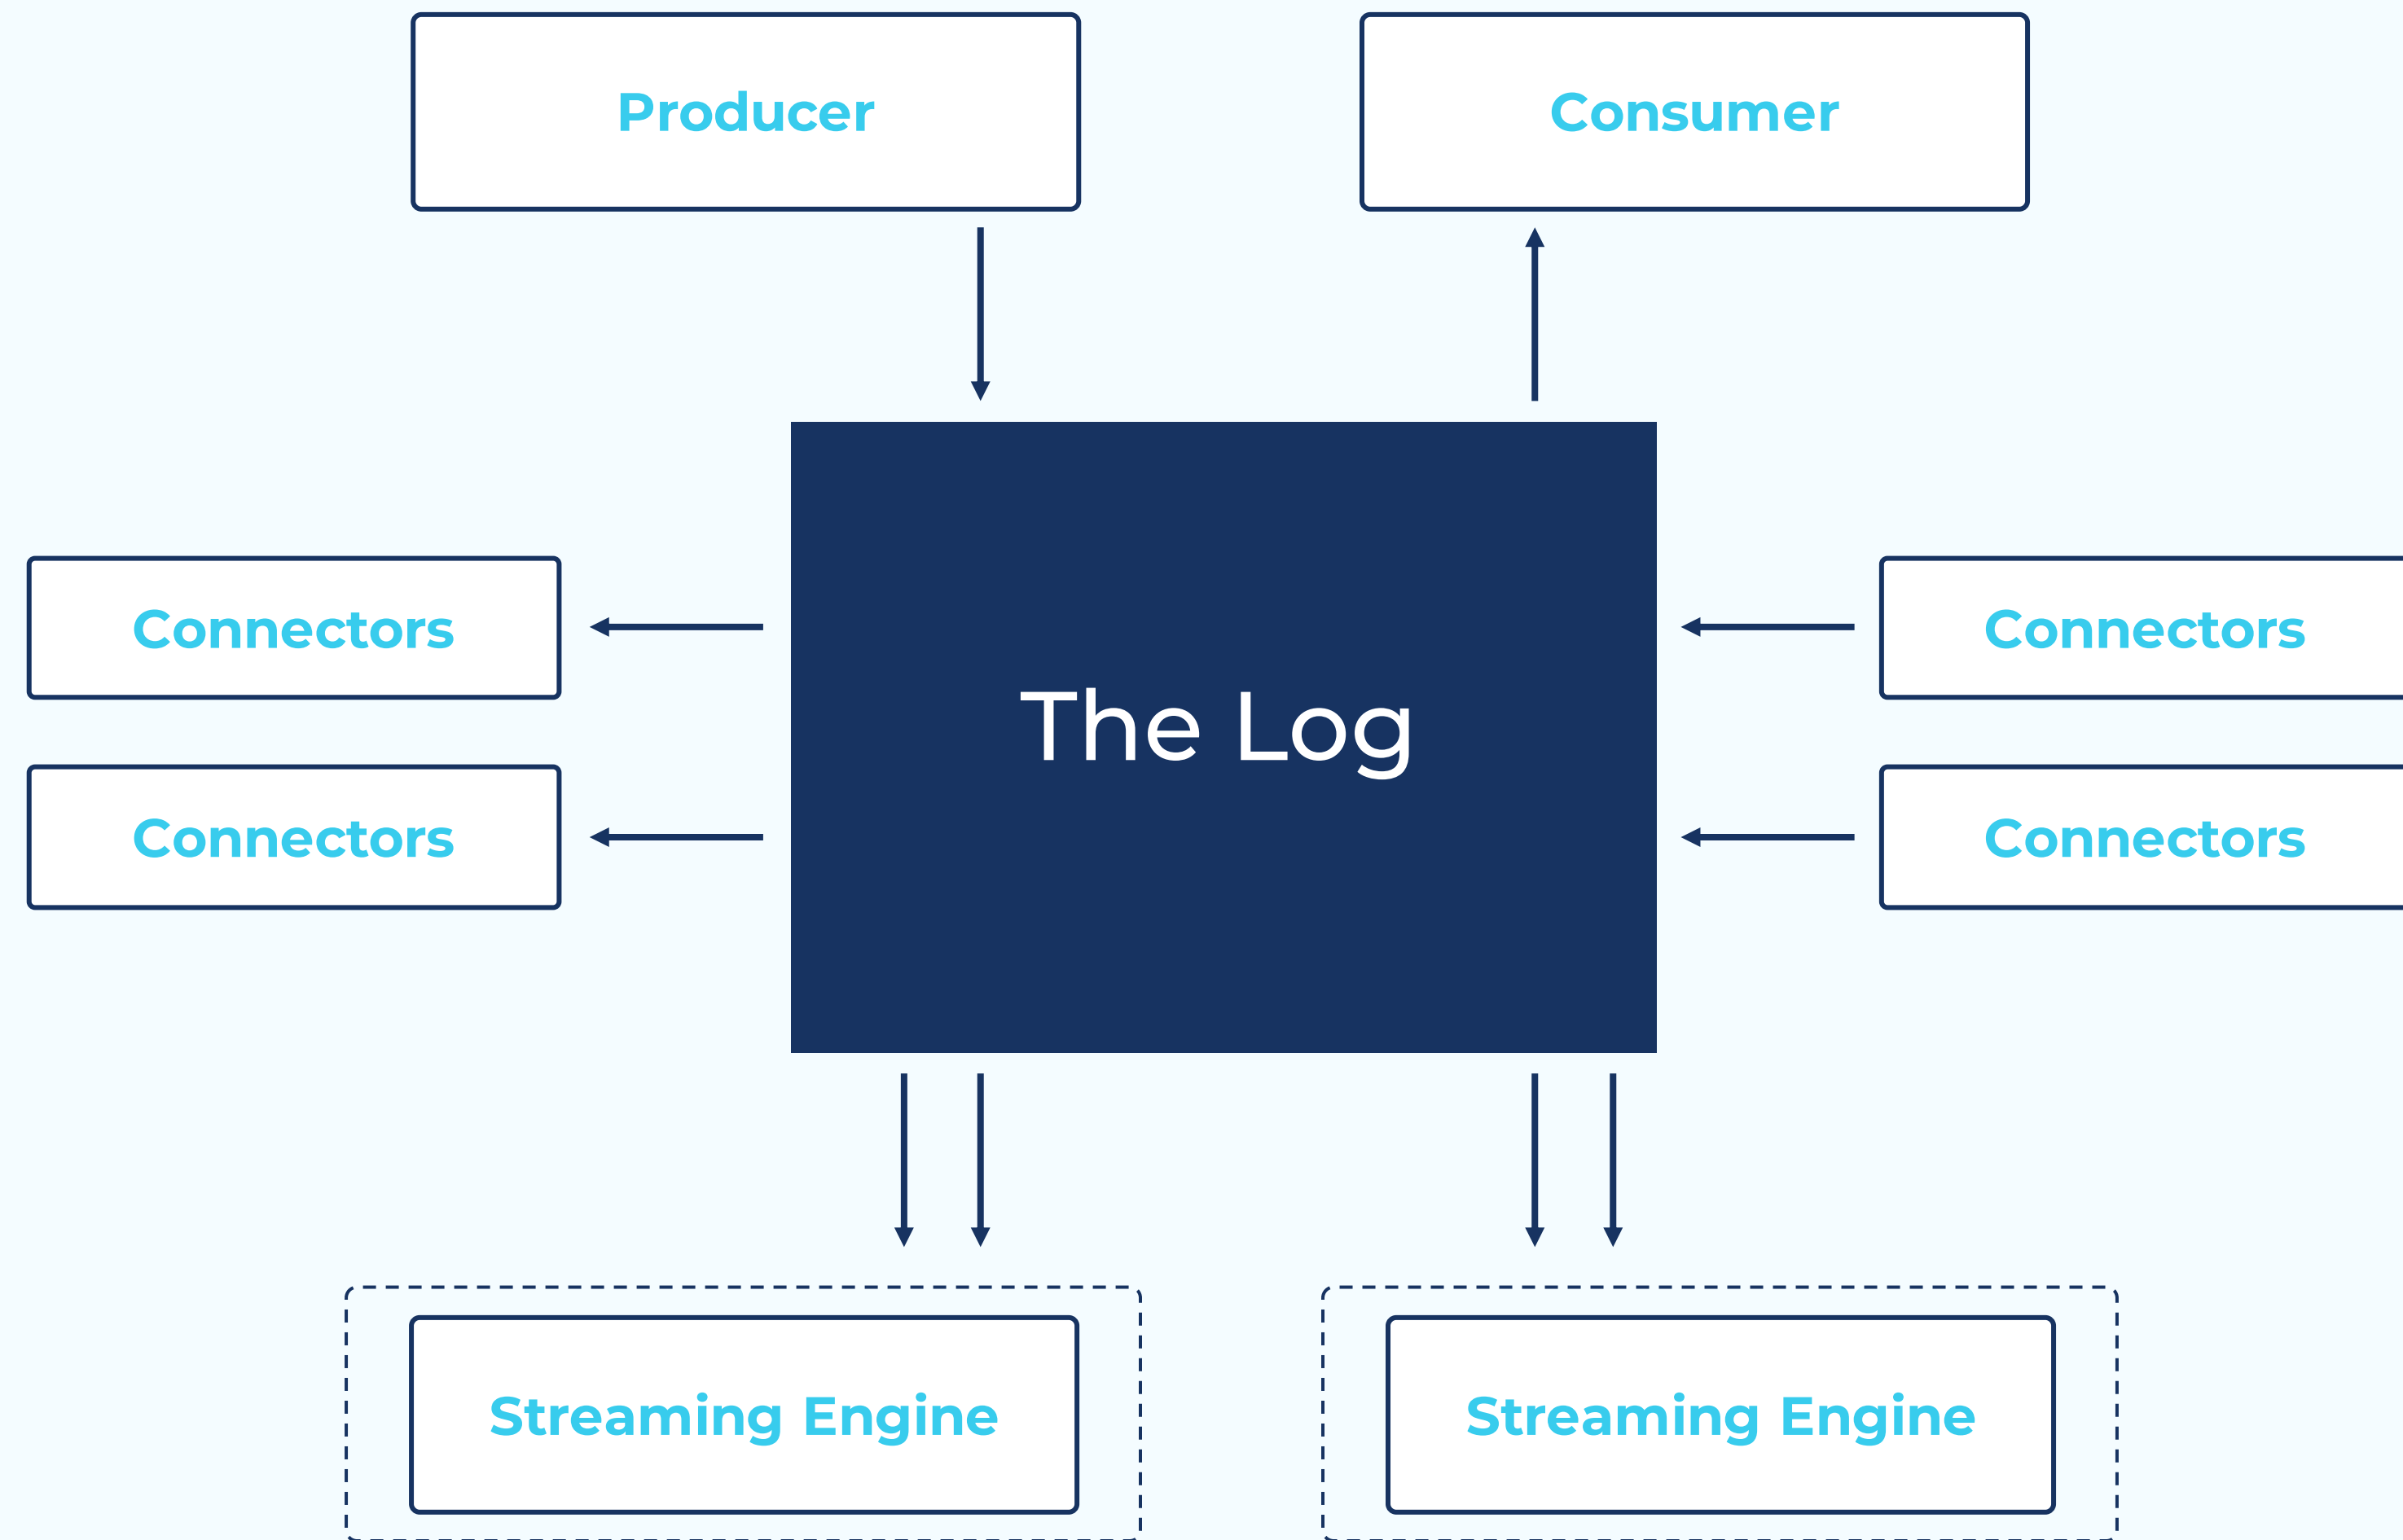 Producer
Consumer
Connectors
Connectors
The Log
Connectors
Connectors
Streaming Engine
Streaming Engine